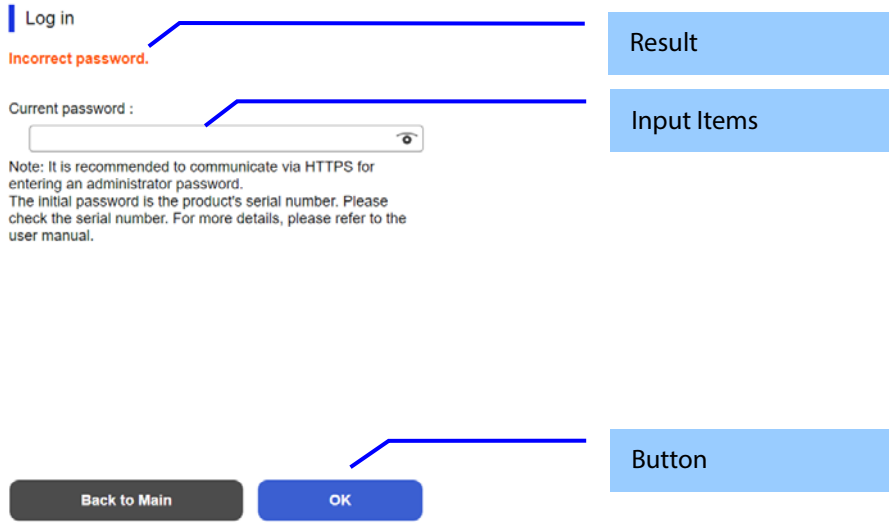 Log in
Result
Incorrect password.
Current password :
Input Items
Note: It is recommended to communicate via HTTPS for
entering an administrator password.
The initial password is the product's serial number. Please
check the serial number. For more details, please refer to the
user manual.
Button
Back to Main
OK